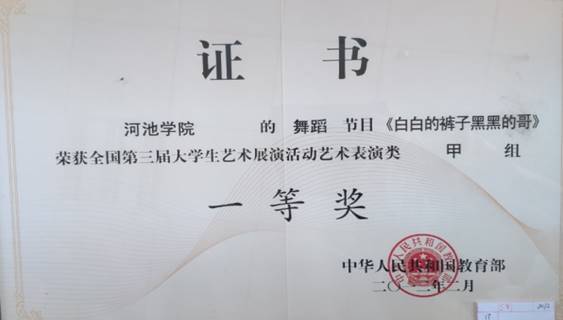 证 书
河池学院 的 舞蹈 节目 《白白的裤子黑黑的哥》
荣获全国第三届大学生艺术展演活动艺术表演类 甲 组
一等奖
中华人民共和国教育部
二〇一二年二月